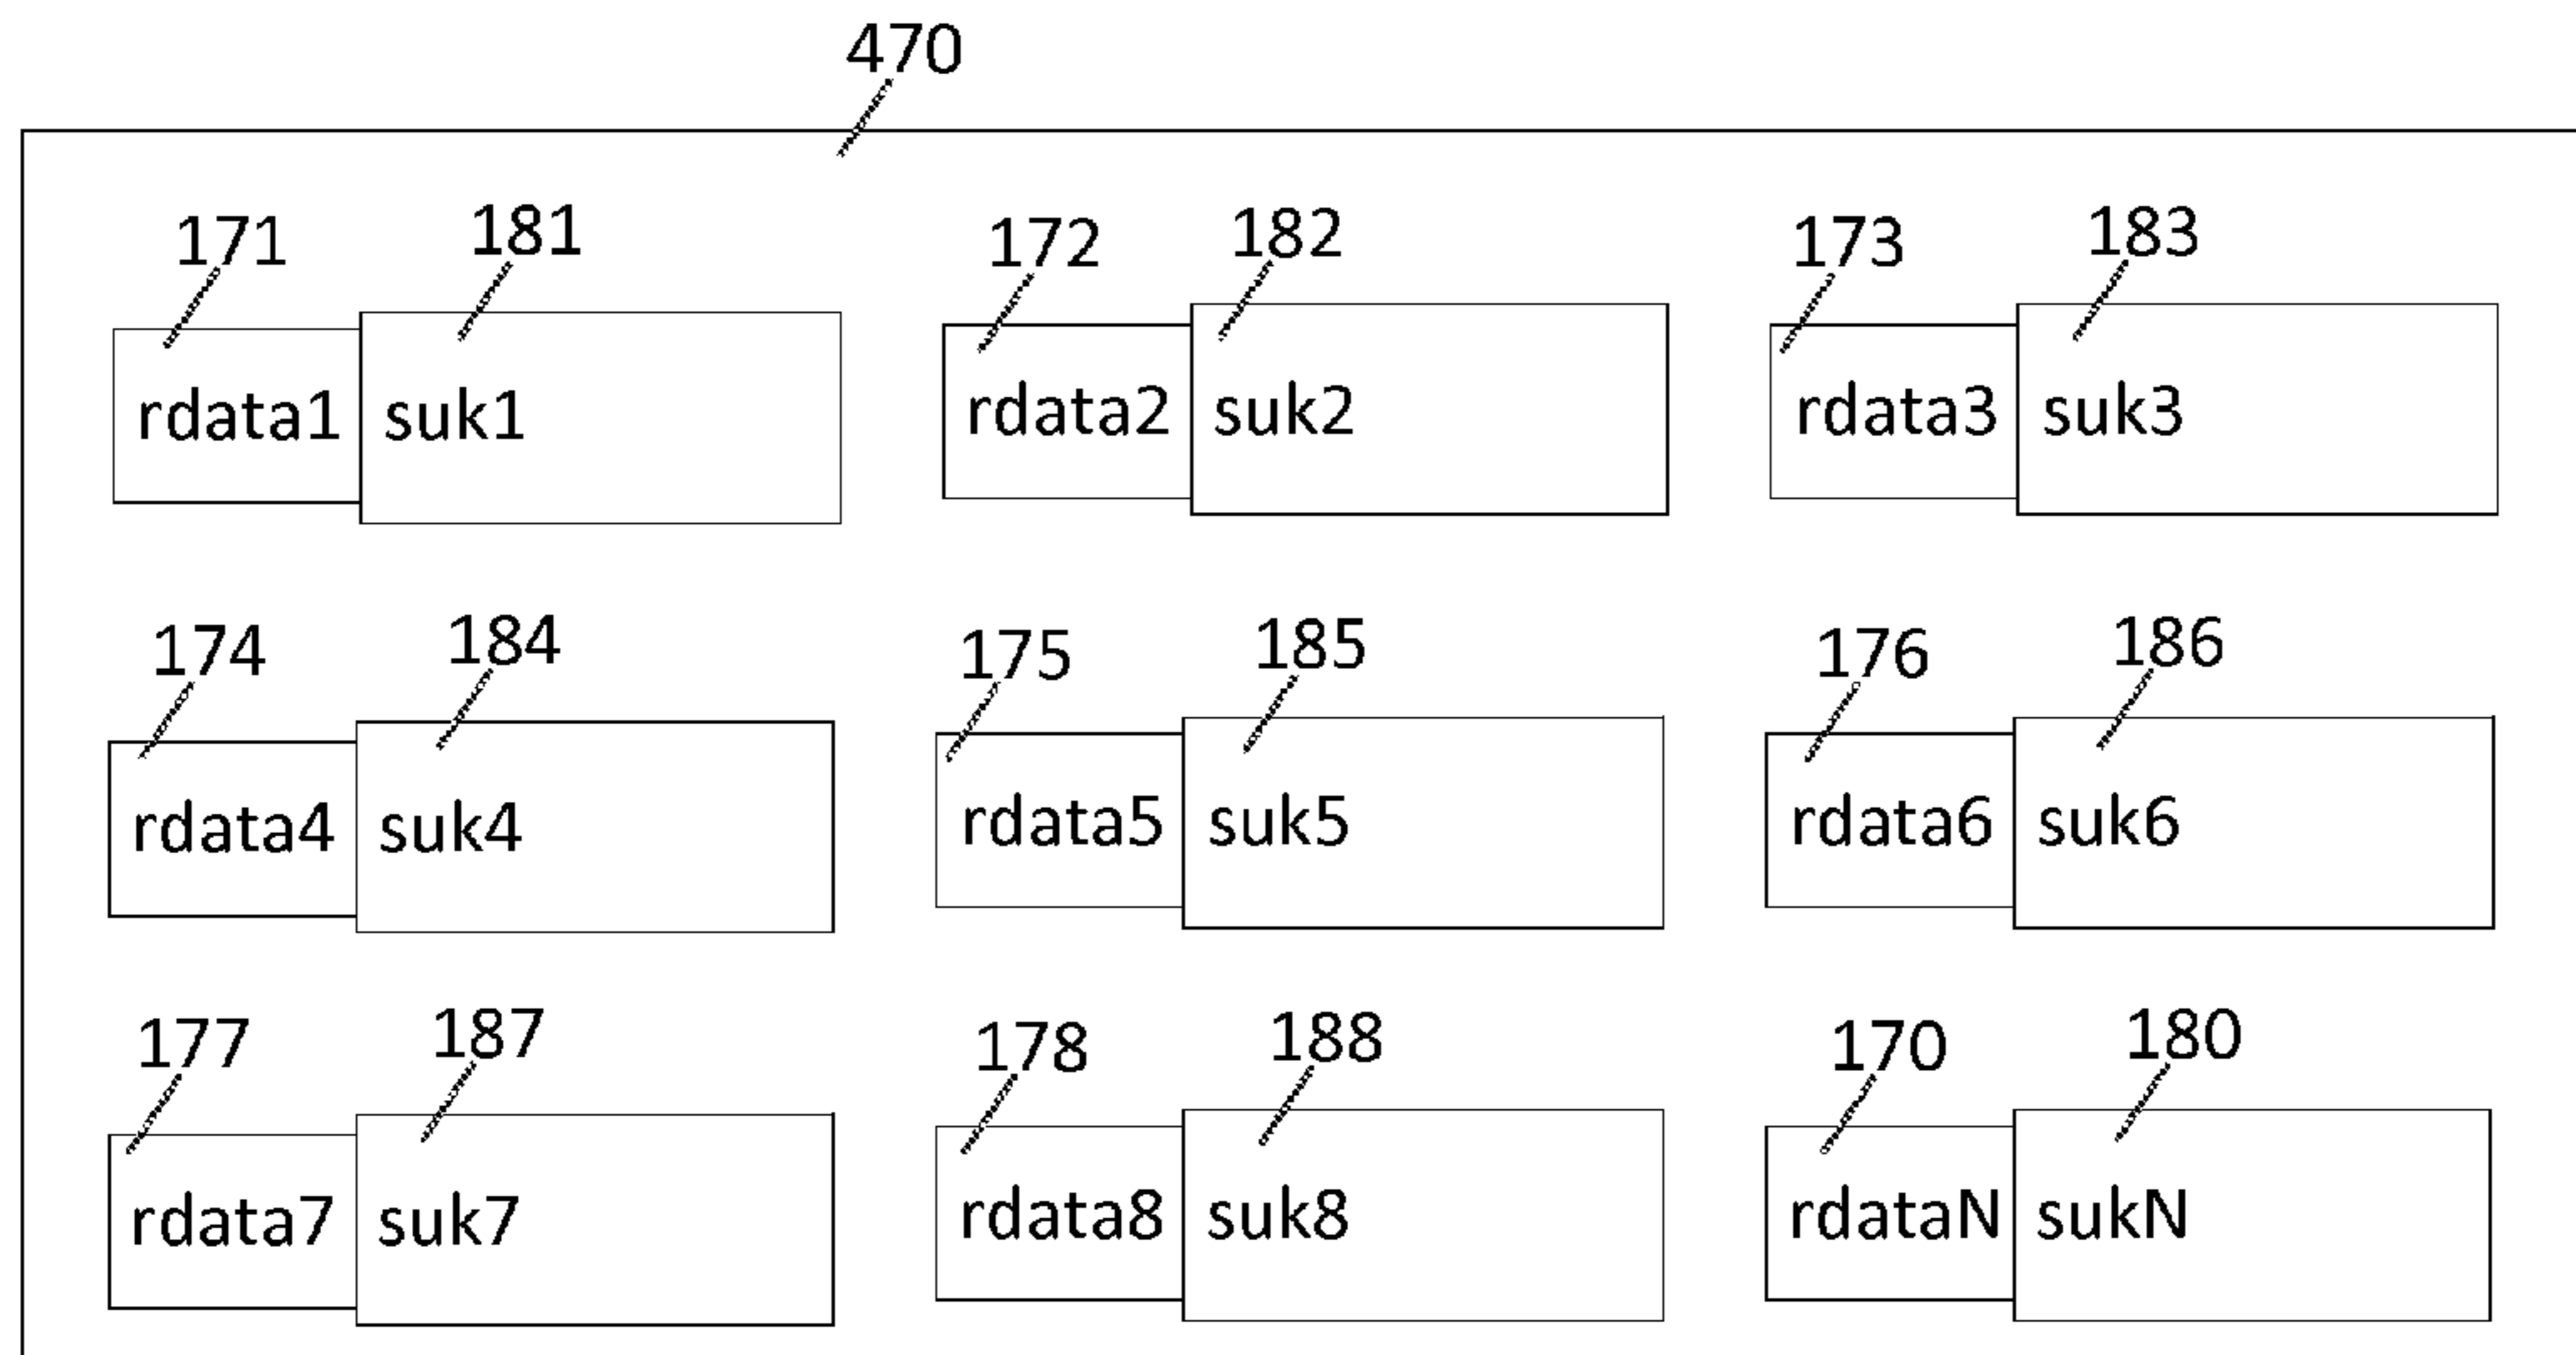 470
171 181 172 182 173 183
rdata1 suk1 rdata2 suk2 rdata3 suk3
174 184 175 185 176 186
rdata4 suk4 rdata5 suk5 rdata6 suk6
177 187 178 188 170 180
rdata7 suk7 rdata8 suk8 rdataN sukN